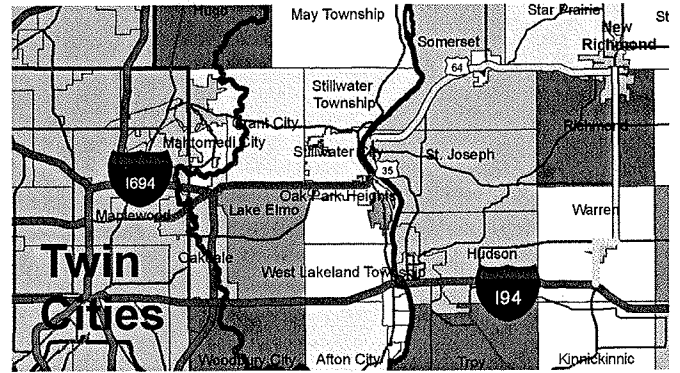 Hugo
May Township
Star Prairie
St
New
Richmond
Somerset
64
Stillwater
Township
Grant City
Mahtomedi City
Richmond
Stillwater City
St. Joseph
35
1694
Oak Park Heights
Maplewood
Lake Elmo
Warren
Twin
Cities
Oakdale
Hudson
West Lakeland Township
194
Woodbury City
Afton City
Troy
Kinnickinnic